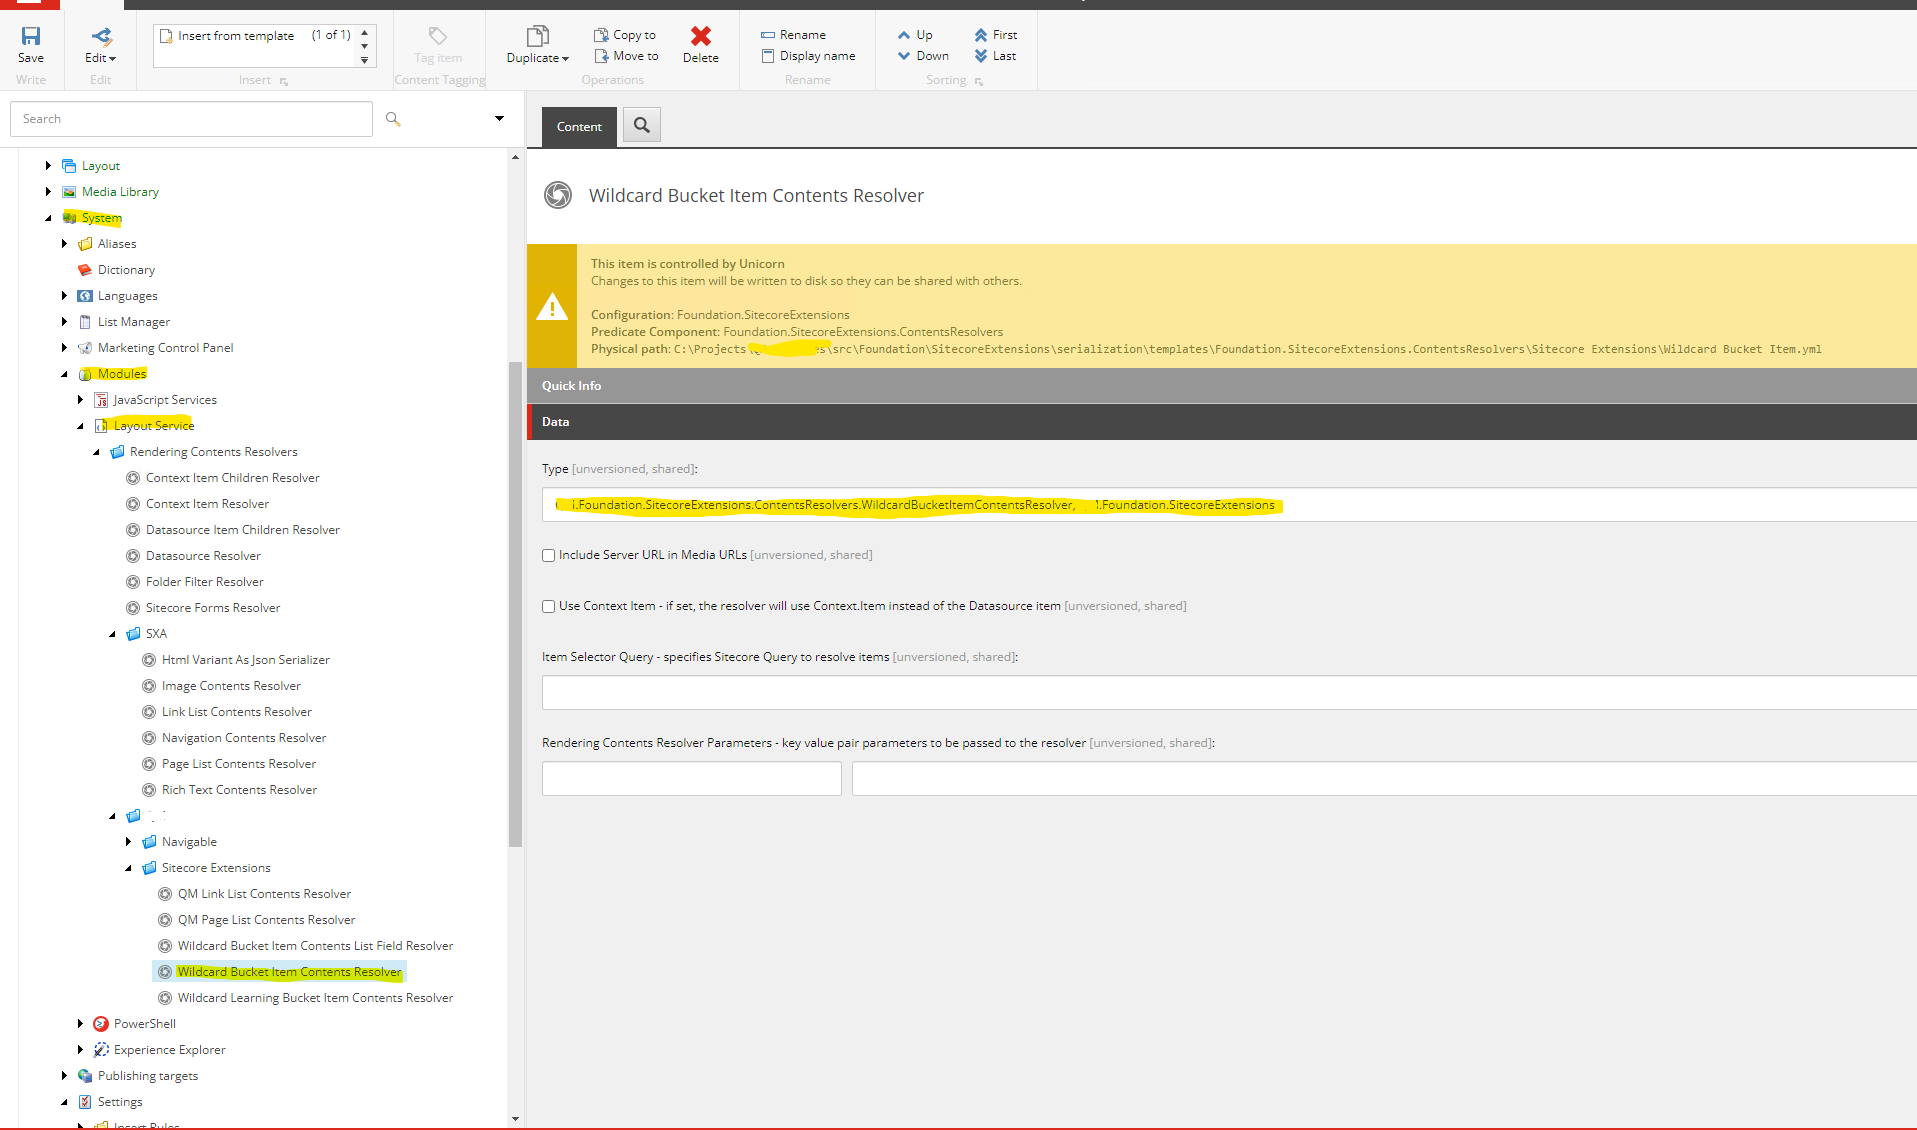 Save
Write
Edit
Edit
Insert from template (1 of 1)
Insert
Tag item
Content Tagging
Duplicate
Copy to
Move to
Delete
Operations
Rename
Display name
Rename
Up
Down
First
Last
Sorting
Search
Layout
Media Library
System
Aliases
Dictionary
Languages
List Manager
Marketing Control Panel
Modules
JavaScript Services
Layout Service
Rendering Contents Resolvers
Context Item Children Resolver
Context Item Resolver
Datasource Item Children Resolver
Datasource Resolver
Folder Filter Resolver
Sitecore Forms Resolver
SXA
Html Variant As Json Serializer
Image Contents Resolver
Link List Contents Resolver
Navigation Contents Resolver
Page List Contents Resolver
Rich Text Contents Resolver
Navigable
Sitecore Extensions
QM Link List Contents Resolver
QM Page List Contents Resolver
Wildcard Bucket Item Contents List Field Resolver
Wildcard Bucket Item Contents Resolver
Wildcard Learning Bucket Item Contents Resolver
PowerShell
Experience Explorer
Publishing targets
Settings
Insert Rules
Content
Wildcard Bucket Item Contents Resolver
This item is controlled by Unicorn
Changes to this item will be written to disk so they can be shared with others.
Configuration: Foundation.SitecoreExtensions
Predicate Component: Foundation.SitecoreExtensions.ContentsResolvers
Physical path: C:\Projects\ es\src\Foundation\SitecoreExtensions\serialization\templates\Foundation.SitecoreExtensions.ContentsResolvers\Sitecore Extensions\Wildcard Bucket Item.yml
Quick Info
Data
Type [unversioned, shared]:
.Foundation.SitecoreExtensions.ContentsResolvers.WildcardBucketItemContentsResolver, .Foundation.SitecoreExtensions
Include Server URL in Media URLs [unversioned, shared]
Use Context Item - if set, the resolver will use Context.Item instead of the Datasource item [unversioned, shared]
Item Selector Query - specifies Sitecore Query to resolve items [unversioned, shared]:
Rendering Contents Resolver Parameters - key value pair parameters to be passed to the resolver [unversioned, shared]: